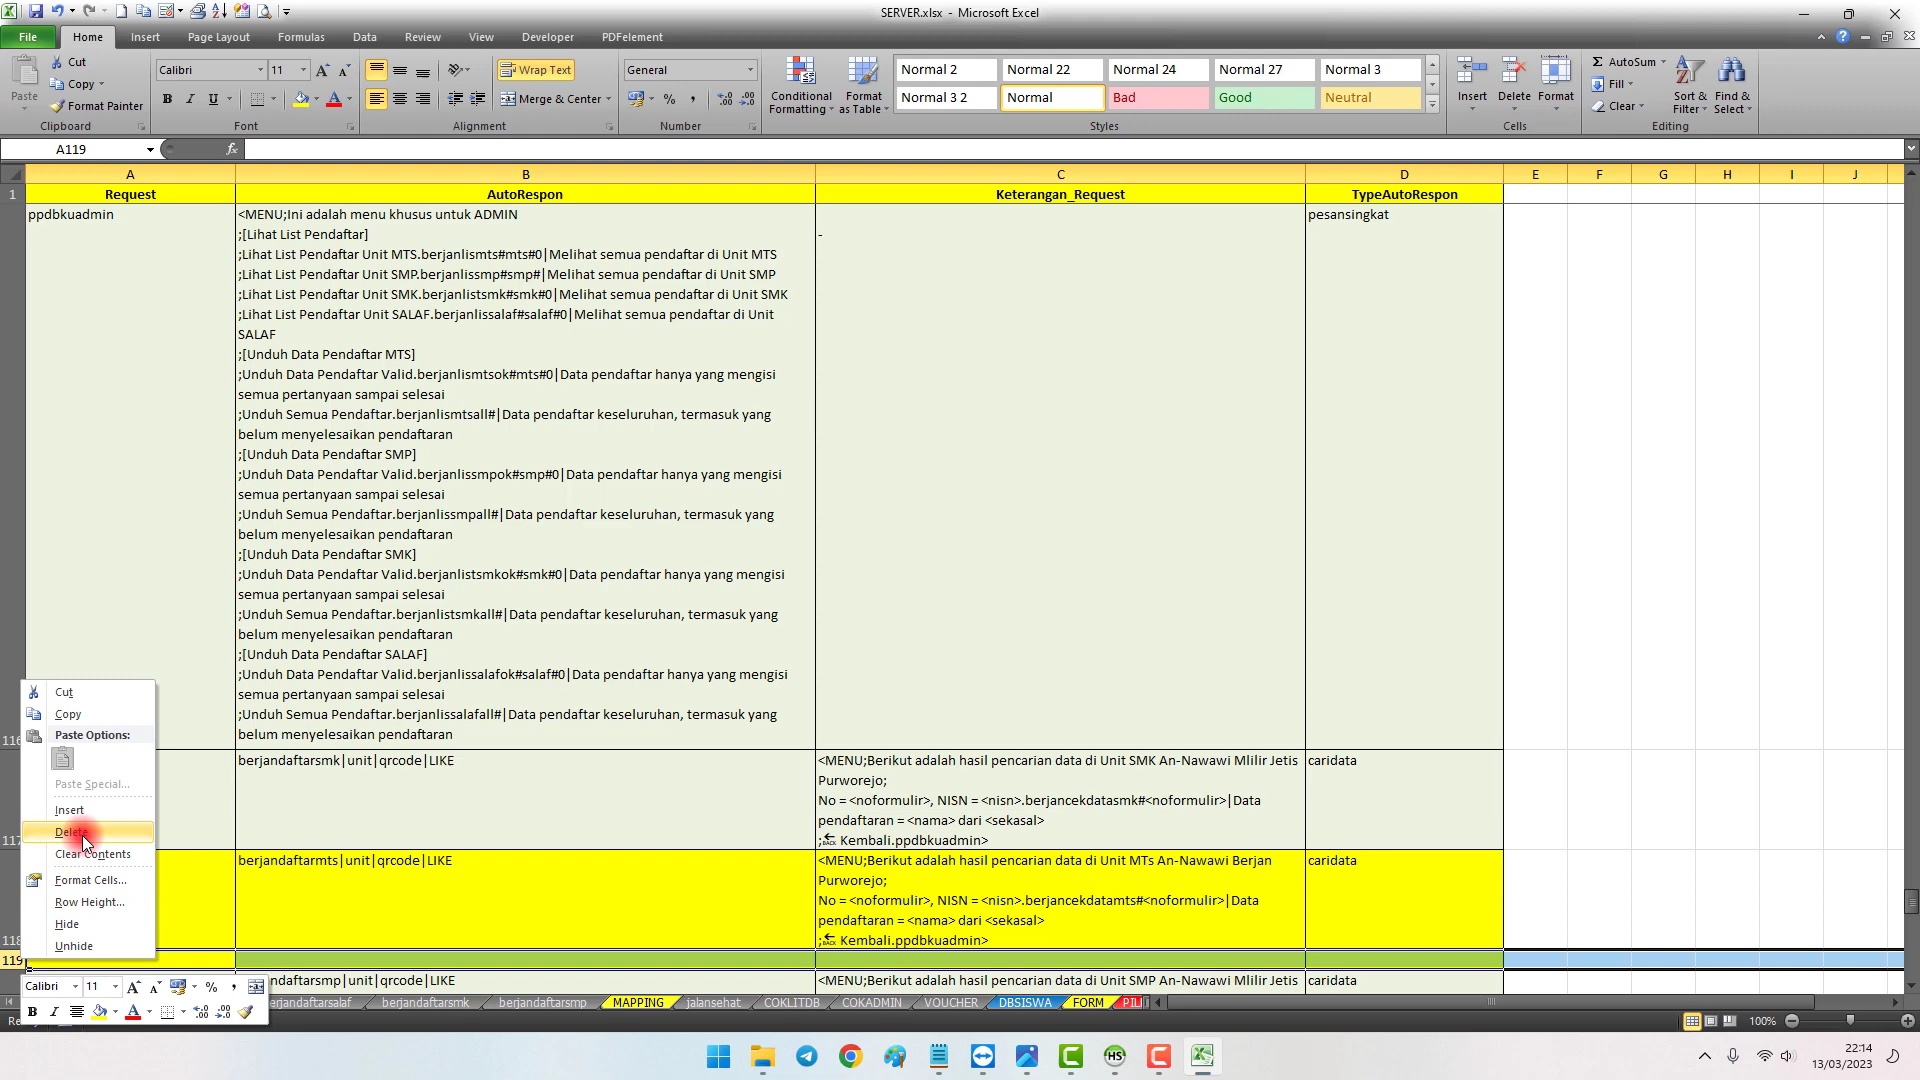 SERVER.xlsx - Microsoft Excel
File Home Insert Page Layout Formulas Data Review View Developer PDFelement
Paste Cut Copy Format Painter Clipboard
Calibri 11 Font
Wrap Text Merge & Center Alignment
General Number
Conditional Formatting Format as Table
Normal 2 Normal 22 Normal 24 Normal 27 Normal 3
Normal 3 2 Normal Bad Good Neutral
Styles
Insert Delete Format Cells
AutoSum Fill Clear Sort & Filter Find & Select Editing
A119 fx
A B C D E F G H I J
1 Request AutoRespon Keterangan_Request TypeAutoRespon
ppdbkuadmin <MENU;Ini adalah menu khusus untuk ADMIN pesansingkat
;[Lihat List Pendaftar] -
;Lihat List Pendaftar Unit MTS.berjanlismts#mts#0|Melihat semua pendaftar di Unit MTS
;Lihat List Pendaftar Unit SMP.berjanlissmp#smp#|Melihat semua pendaftar di Unit SMP
;Lihat List Pendaftar Unit SMK.berjanlistsmk#smk#0|Melihat semua pendaftar di Unit SMK
;Lihat List Pendaftar Unit SALAF.berjanlissalaf#salaf#0|Melihat semua pendaftar di Unit
SALAF
;[Unduh Data Pendaftar MTS]
;Unduh Data Pendaftar Valid.berjanlismtsok#mts#0|Data pendaftar hanya yang mengisi
semua pertanyaan sampai selesai
;Unduh Semua Pendaftar.berjanlismtsall#|Data pendaftar keseluruhan, termasuk yang
belum menyelesaikan pendaftaran
;[Unduh Data Pendaftar SMP]
;Unduh Data Pendaftar Valid.berjanlissmpok#smp#0|Data pendaftar hanya yang mengisi
semua pertanyaan sampai selesai
;Unduh Semua Pendaftar.berjanlissmpall#|Data pendaftar keseluruhan, termasuk yang
belum menyelesaikan pendaftaran
;[Unduh Data Pendaftar SMK]
;Unduh Data Pendaftar Valid.berjanlistsmkok#smk#0|Data pendaftar hanya yang mengisi
semua pertanyaan sampai selesai
;Unduh Semua Pendaftar.berjanlistsmkall#|Data pendaftar keseluruhan, termasuk yang
belum menyelesaikan pendaftaran
;[Unduh Data Pendaftar SALAF]
;Unduh Data Pendaftar Valid.berjanlissalafok#salaf#0|Data pendaftar hanya yang mengisi
semua pertanyaan sampai selesai
;Unduh Semua Pendaftar.berjanlissalafall#|Data pendaftar keseluruhan, termasuk yang
belum menyelesaikan pendaftaran
116
berjandaftarsmk|unit|qrcode|LIKE <MENU;Berikut adalah hasil pencarian data di Unit SMK An-Nawawi Mlilir Jetis caridata
Purworejo;
No = <noformulir>, NISN = <nisn>.berjancekdatasmk#<noformulir>|Data
pendaftaran = <nama> dari <sekasal>
117 ; Kembali.ppdbkuadmin>
berjandaftarmts|unit|qrcode|LIKE <MENU;Berikut adalah hasil pencarian data di Unit MTs An-Nawawi Berjan caridata
Purworejo;
No = <noformulir>, NISN = <nisn>.berjancekdatamts#<noformulir>|Data
pendaftaran = <nama> dari <sekasal>
118 ; Kembali.ppdbkuadmin>
119
andaftarsmp|unit|qrcode|LIKE <MENU;Berikut adalah hasil pencarian data di Unit SMP An-Nawawi Mlilir Jetis caridata
Cut
Copy
Paste Options:
Paste Special...
Insert
Delete
Clear Contents
Format Cells...
Row Height...
Hide
Unhide
Calibri 11
erjandaftarsalaf berjandaftarsmk berjandaftarsmp MAPPING jalansehat COKLITDB COKADMIN VOUCHER DBSISWA FORM PIL
Re 100%
22:14
13/03/2023